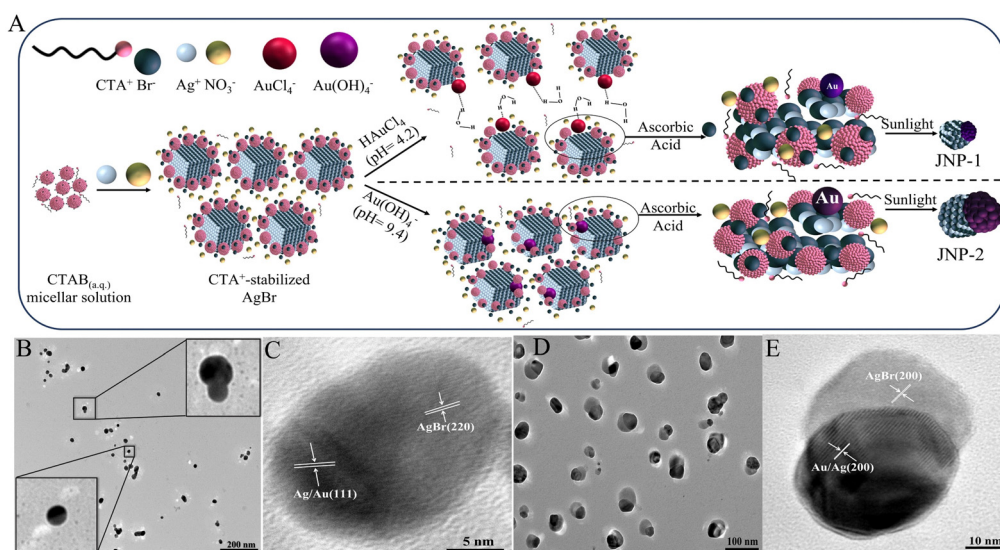 A
CTA⁺ Br⁻
Ag⁺ NO₃⁻
AuCl₄⁻
Au(OH)₄⁻
HAuCl₄
(pH= 4.2)
Au(OH)₄⁻
(pH= 9.4)
CTAB(a.q.)
micellar solution
CTA⁺-stabilized
AgBr
H
H
O
H
H
O
H
H
O
H
H
O
H
H
O
H
H
O
Ascorbic
Acid
Au
Sunlight
JNP-1
Ascorbic
Acid
Au
Sunlight
JNP-2
B
200 nm
C
AgBr(220)
Ag/Au(111)
5 nm
D
100 nm
E
AgBr(200)
Au/Ag(200)
10 nm